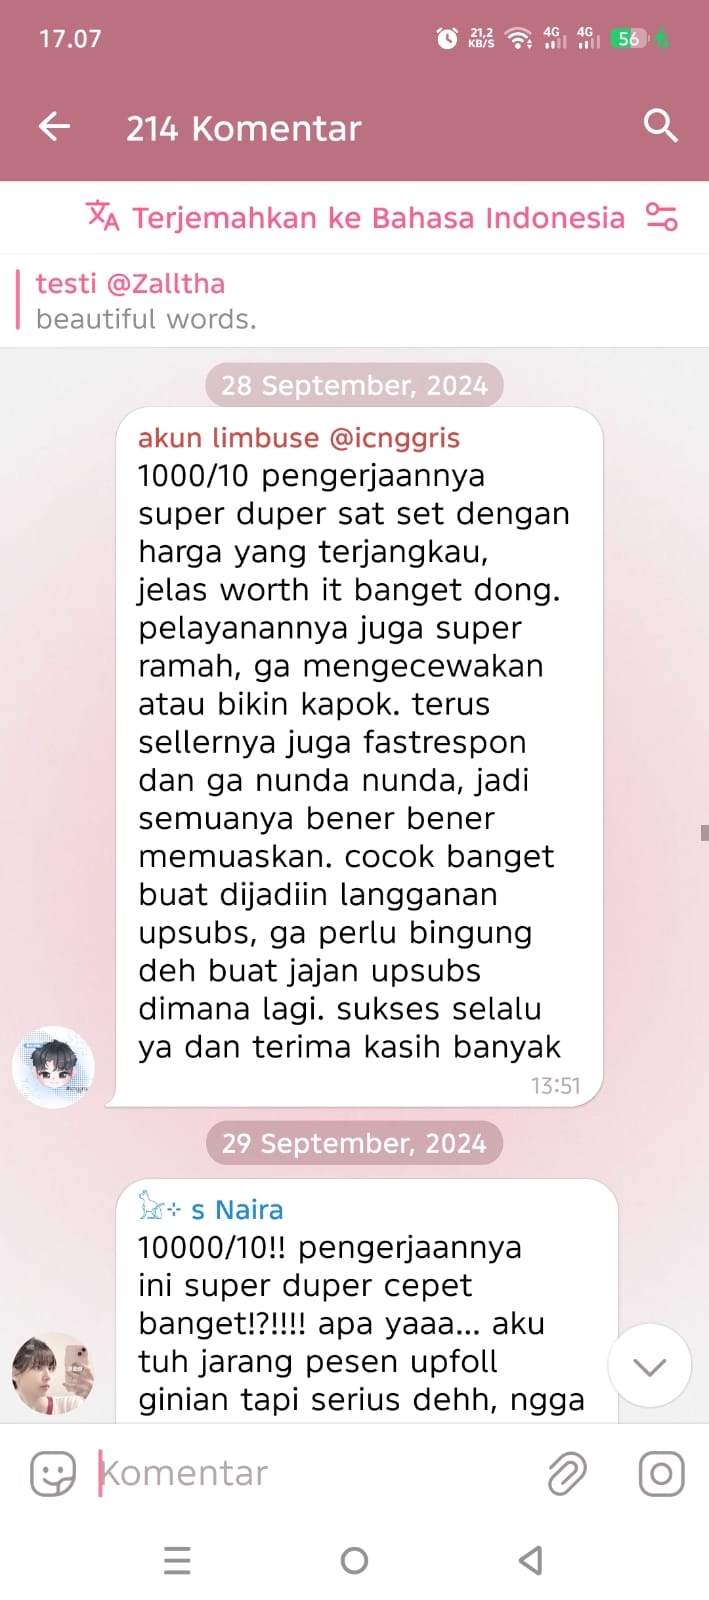 17.07
21,2 KB/S
4G
4G
56
214 Komentar
Terjemahkan ke Bahasa Indonesia
testi @Zalltha
beautiful words.
28 September, 2024
akun limbuse @icnggris
1000/10 pengerjaannya
super duper sat set dengan
harga yang terjangkau,
jelas worth it banget dong.
pelayanannya juga super
ramah, ga mengecewakan
atau bikin kapok. terus
sellernya juga fastrespon
dan ga nunda nunda, jadi
semuanya bener bener
memuaskan. cocok banget
buat dijadiin langganan
upsubs, ga perlu bingung
deh buat jajan upsubs
dimana lagi. sukses selalu
ya dan terima kasih banyak
13:51
29 September, 2024
s Naira
10000/10!! pengerjaannya
ini super duper cepet
banget!?!!!! apa yaaa... aku
tuh jarang pesen upfoll
ginian tapi serius dehh, ngga
Komentar